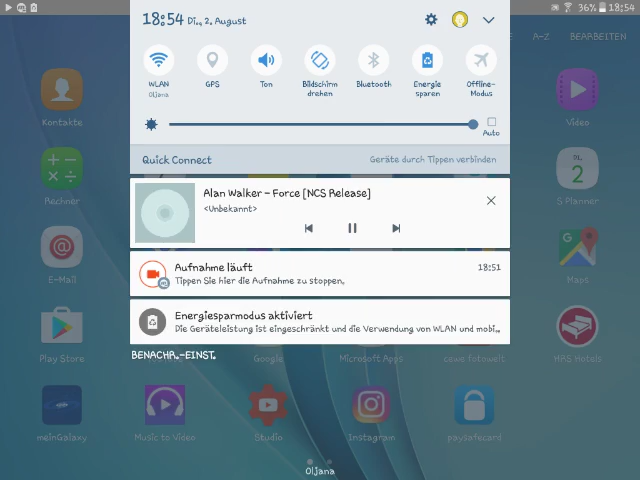 36% 18:54
18:54 Di., 2. August
A-Z BEARBEITEN
WLAN
Oljana
GPS
Ton
Bildschirm
drehen
Bluetooth
Energie
sparen
Offline-
Modus
Auto
Quick Connect
Geräte durch Tippen verbinden
Alan Walker - Force [NCS Release]
<Unbekannt>
Aufnahme läuft
18:51
Tippen Sie hier die Aufnahme zu stoppen.
Energiesparmodus aktiviert
Die Geräteleistung ist eingeschränkt und die Verwendung von WLAN und mobi...
BENACHR.-EINST.
Kontakte
Video
Rechner
DI.
2
S Planner
E-Mail
Maps
Play Store
Google
Microsoft Apps
cewe fotowelt
HRS Hotels
meinGalaxy
Music to Video
Studio
Instagram
paysafecard
Oljana